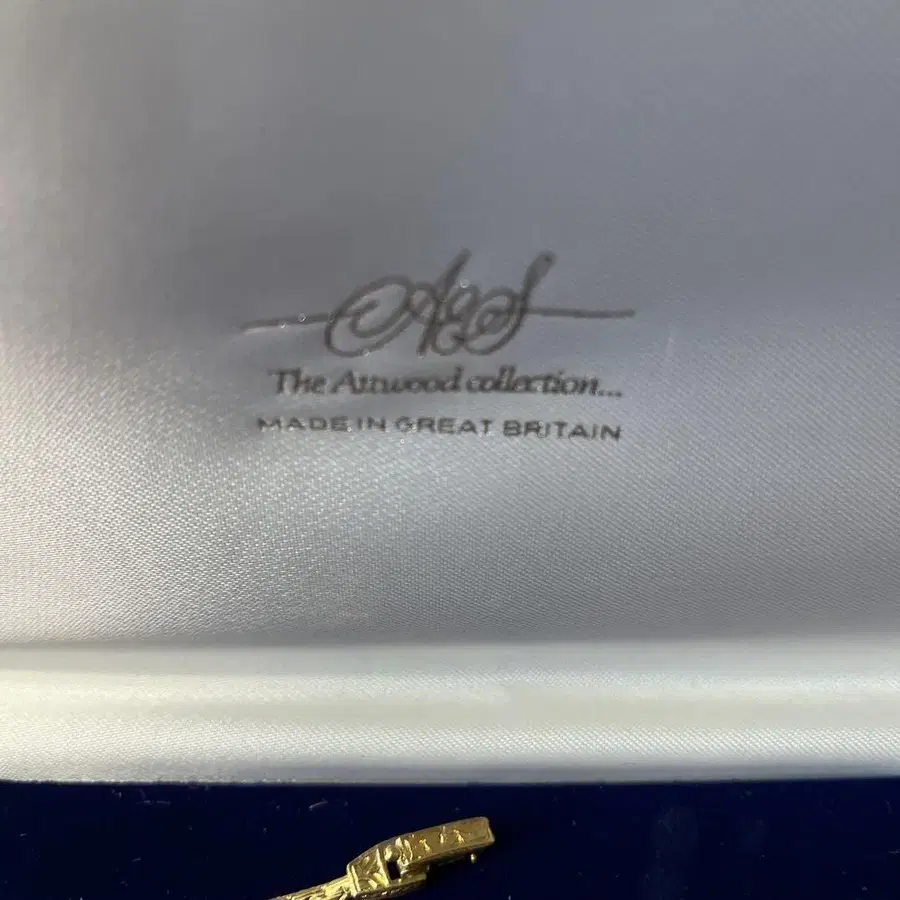 A&S
The Attwood collection...
MADE IN GREAT BRITAIN